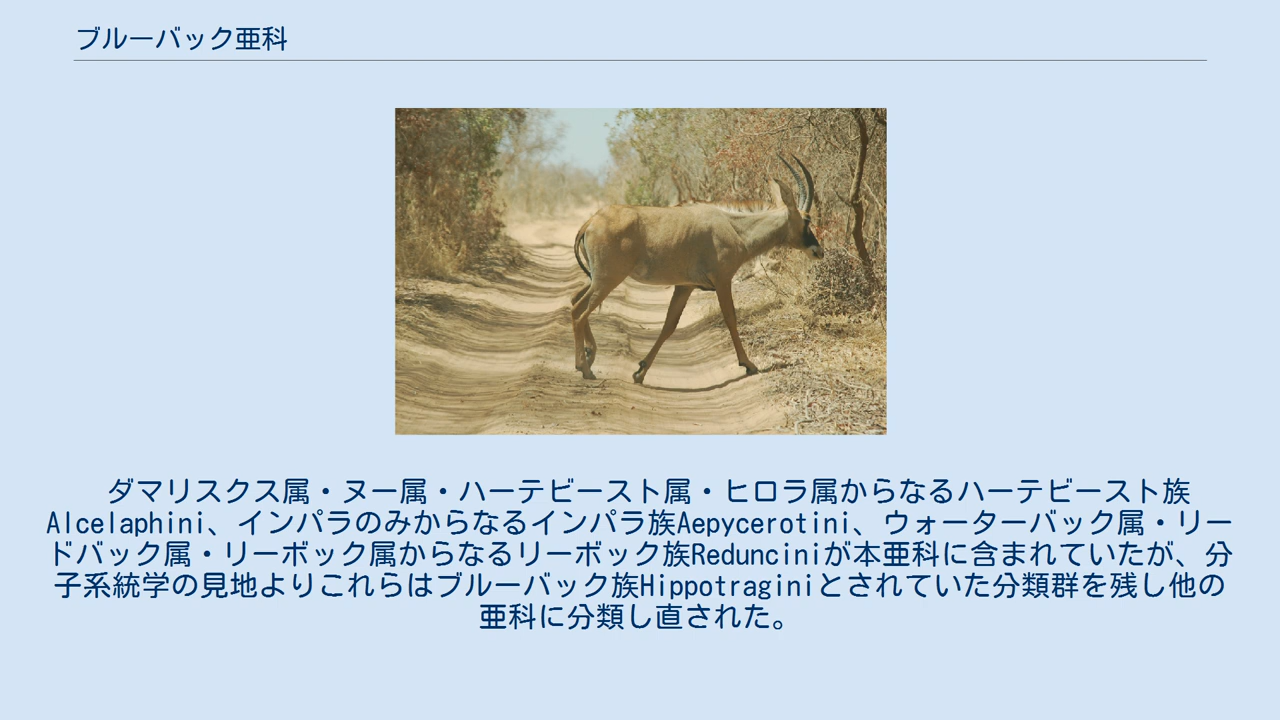 ブルーバック亜科
ダマリスクス属・ヌー属・ハーテビースト属・ヒロラ属からなるハーテビースト族
Alcelaphini、インパラのみからなるインパラ族Aepycerotini、ウォーターバック属・リー
ドバック属・リーボック属からなるリーボック族Redunciniが本亜科に含まれていたが、分
子系統学の見地よりこれらはブルーバック族Hippotraginiとされていた分類群を残し他の
亜科に分類し直された。